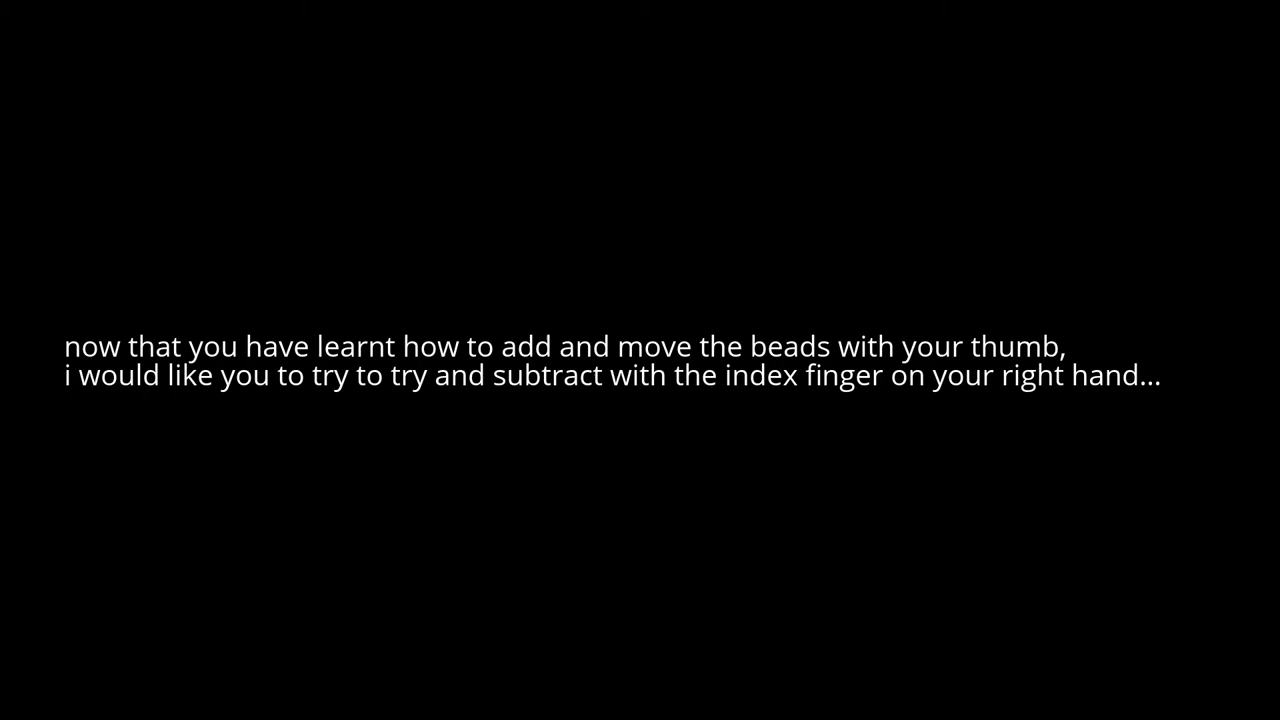 now that you have learnt how to add and move the beads with your thumb,
i would like you to try to try and subtract with the index finger on your right hand...